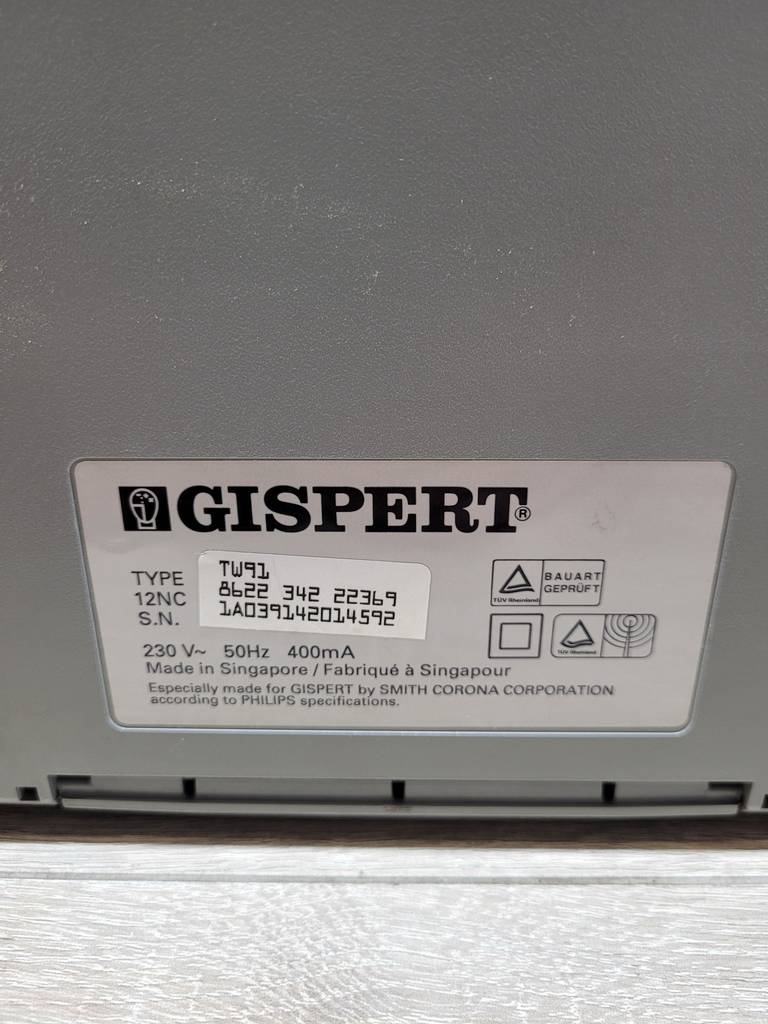 GISPERT®
TYPE TW91
12NC 8622 342 22369
S.N. 1A039142014592
230 V~ 50Hz 400mA
Made in Singapore / Fabriqué à Singapour
Especially made for GISPERT by SMITH CORONA CORPORATION
according to PHILIPS specifications.
TÜV Rheinland
BAUART
GEPRÜFT
TÜV Rheinland